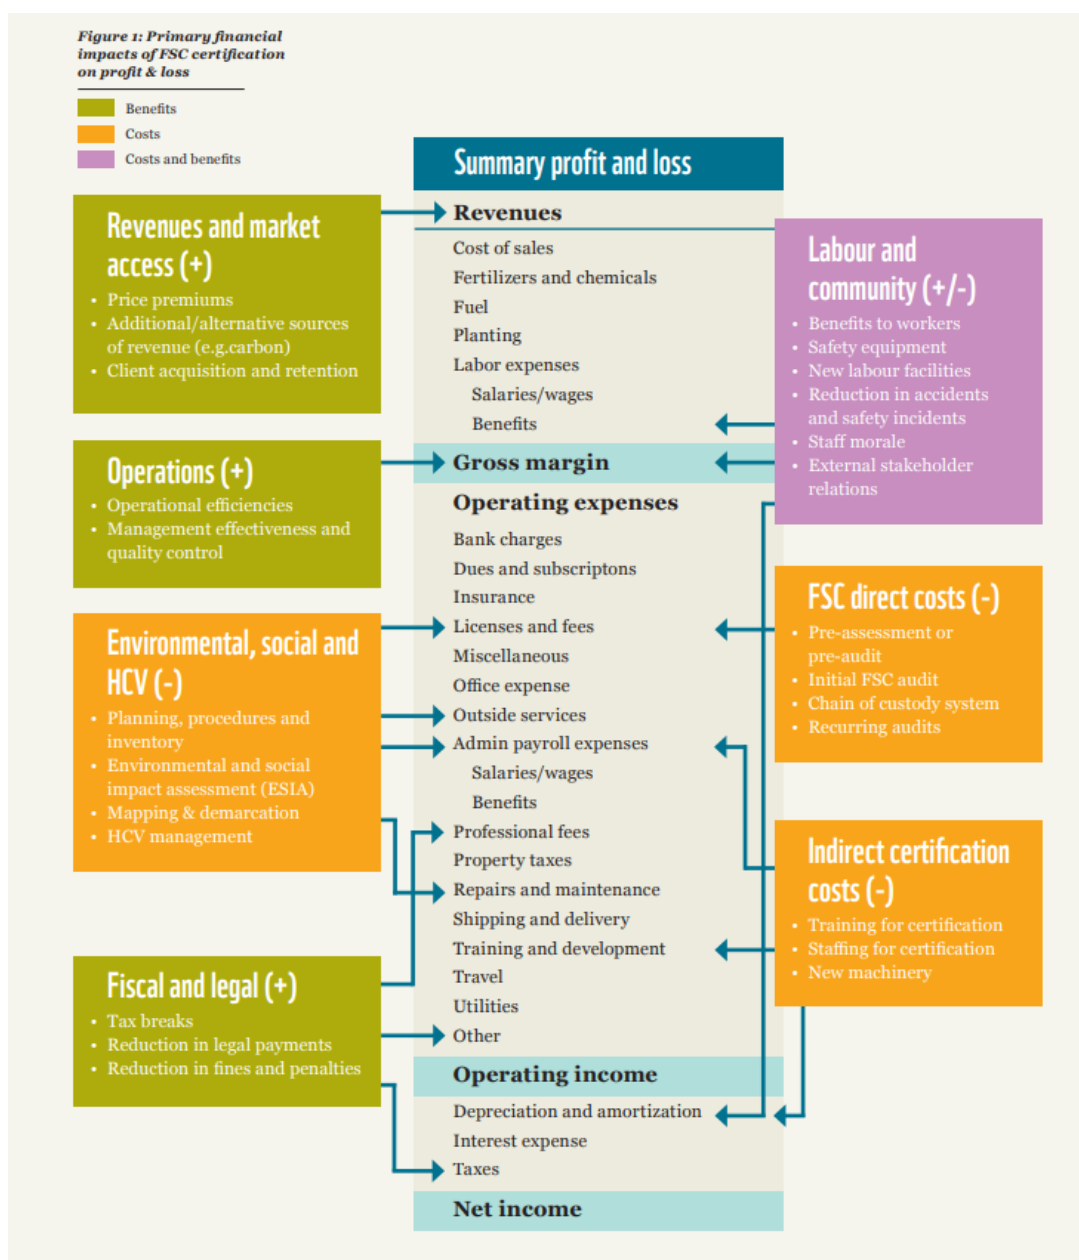 Figure 1: Primary financial
impacts of FSC certification
on profit & loss
Benefits
Costs
Costs and benefits
Summary profit and loss
Revenues
Cost of sales
Fertilizers and chemicals
Fuel
Planting
Labor expenses
Salaries/wages
Benefits
Gross margin
Operating expenses
Bank charges
Dues and subscriptons
Insurance
Licenses and fees
Miscellaneous
Office expense
Outside services
Admin payroll expenses
Salaries/wages
Benefits
Professional fees
Property taxes
Repairs and maintenance
Shipping and delivery
Training and development
Travel
Utilities
Other
Operating income
Depreciation and amortization
Interest expense
Taxes
Net income
Revenues and market
access (+)
• Price premiums
• Additional/alternative sources
of revenue (e.g.carbon)
• Client acquisition and retention
Operations (+)
• Operational efficiencies
• Management effectiveness and
quality control
Environmental, social and
HCV (-)
• Planning, procedures and
inventory
• Environmental and social
impact assessment (ESIA)
• Mapping & demarcation
• HCV management
Fiscal and legal (+)
• Tax breaks
• Reduction in legal payments
• Reduction in fines and penalties
Labour and
community (+/-)
• Benefits to workers
• Safety equipment
• New labour facilities
• Reduction in accidents
and safety incidents
• Staff morale
• External stakeholder
relations
FSC direct costs (-)
• Pre-assessment or
pre-audit
• Initial FSC audit
• Chain of custody system
• Recurring audits
Indirect certification
costs (-)
• Training for certification
• Staffing for certification
• New machinery